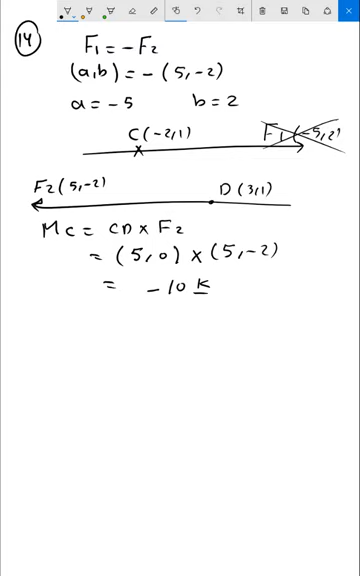 14
F₁ = -F₂
(a,b) = -(5,-2)
a = -5 b = 2
C(-2,1) F₁(-5,2)
F₂(5,-2) D(3,1)
Mc = CD × F₂
= (5,0) × (5,-2)
= -10 K